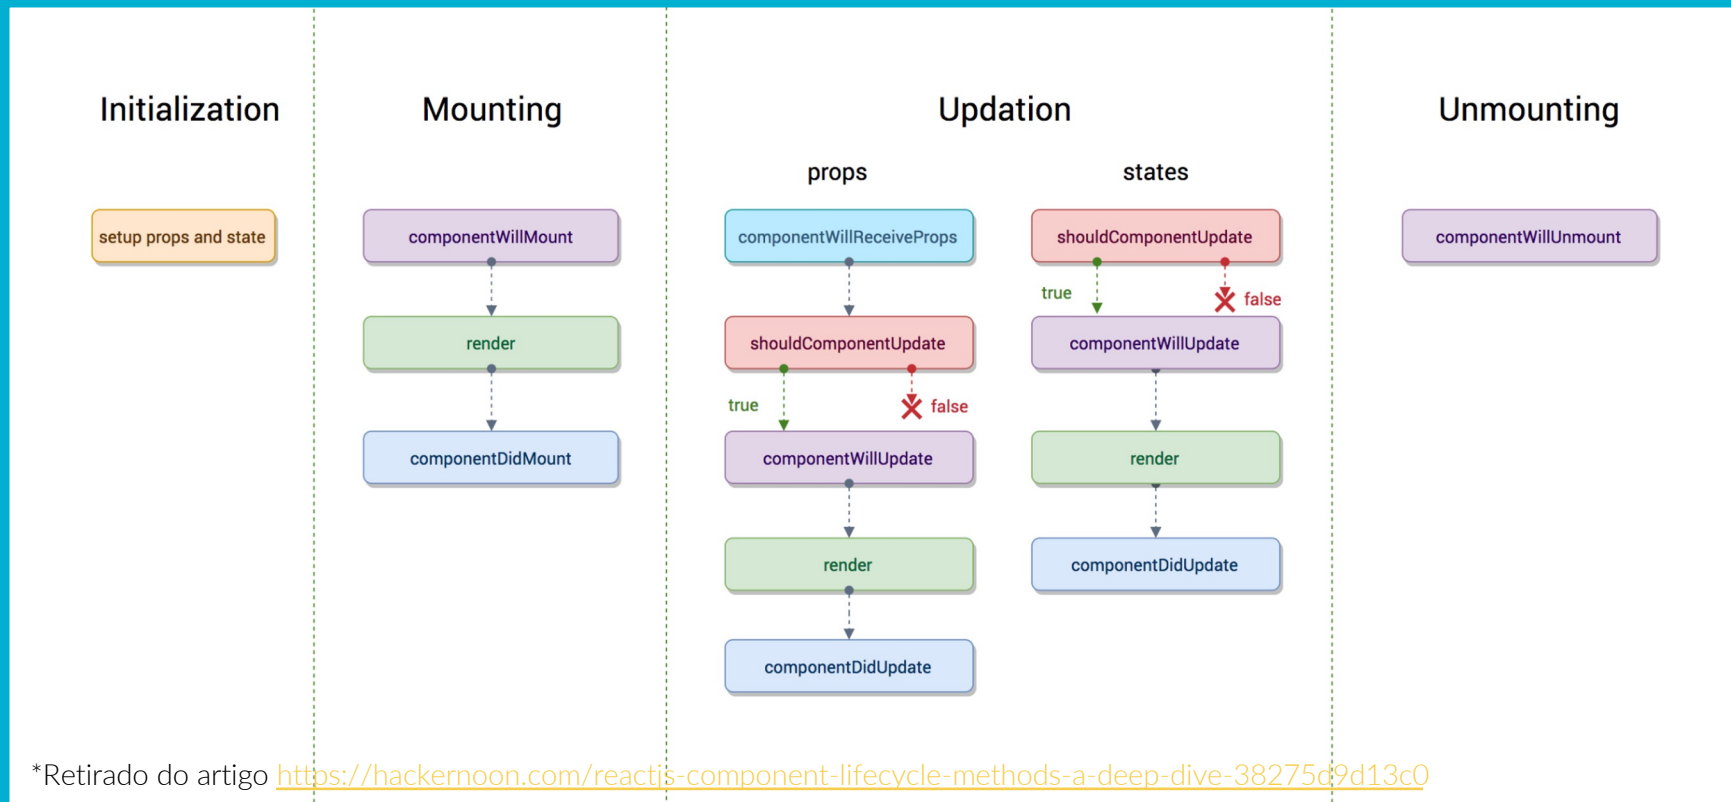 Initialization
setup props and state
Mounting
componentWillMount
render
componentDidMount
Updation
props
componentWillReceiveProps
shouldComponentUpdate
true
false
componentWillUpdate
render
componentDidUpdate
states
shouldComponentUpdate
true
false
componentWillUpdate
render
componentDidUpdate
Unmounting
componentWillUnmount
*Retirado do artigo https://hackernoon.com/reactjs-component-lifecycle-methods-a-deep-dive-38275d9d13c0